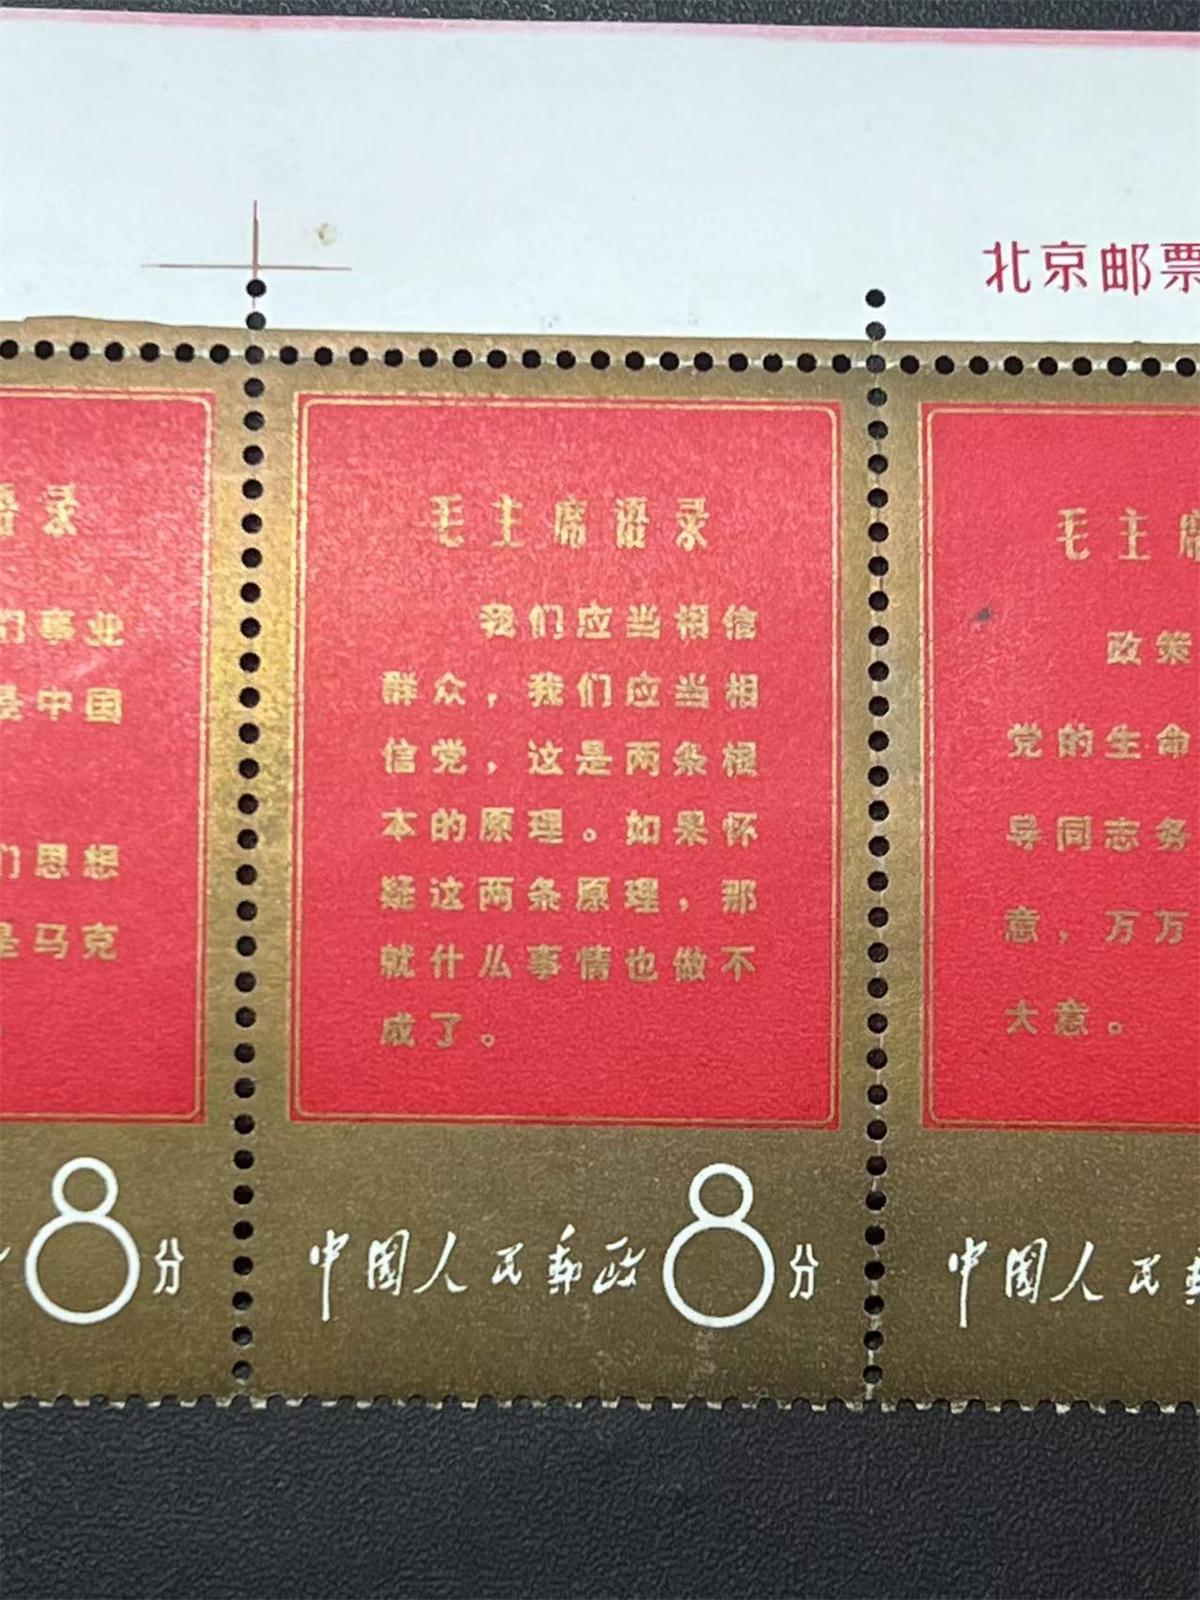 北京邮票
语录
们事业
是中国
们思想
是马克
8分
毛主席语录
我们应当相信
群众，我们应当相
信党，这是两条根
本的原理。如果怀
疑这两条原理，那
就什么事情也做不
成了。
中国人民邮政8分
毛主席
政策
党的生命
导同志务
意，万万
大意。
中国人民邮